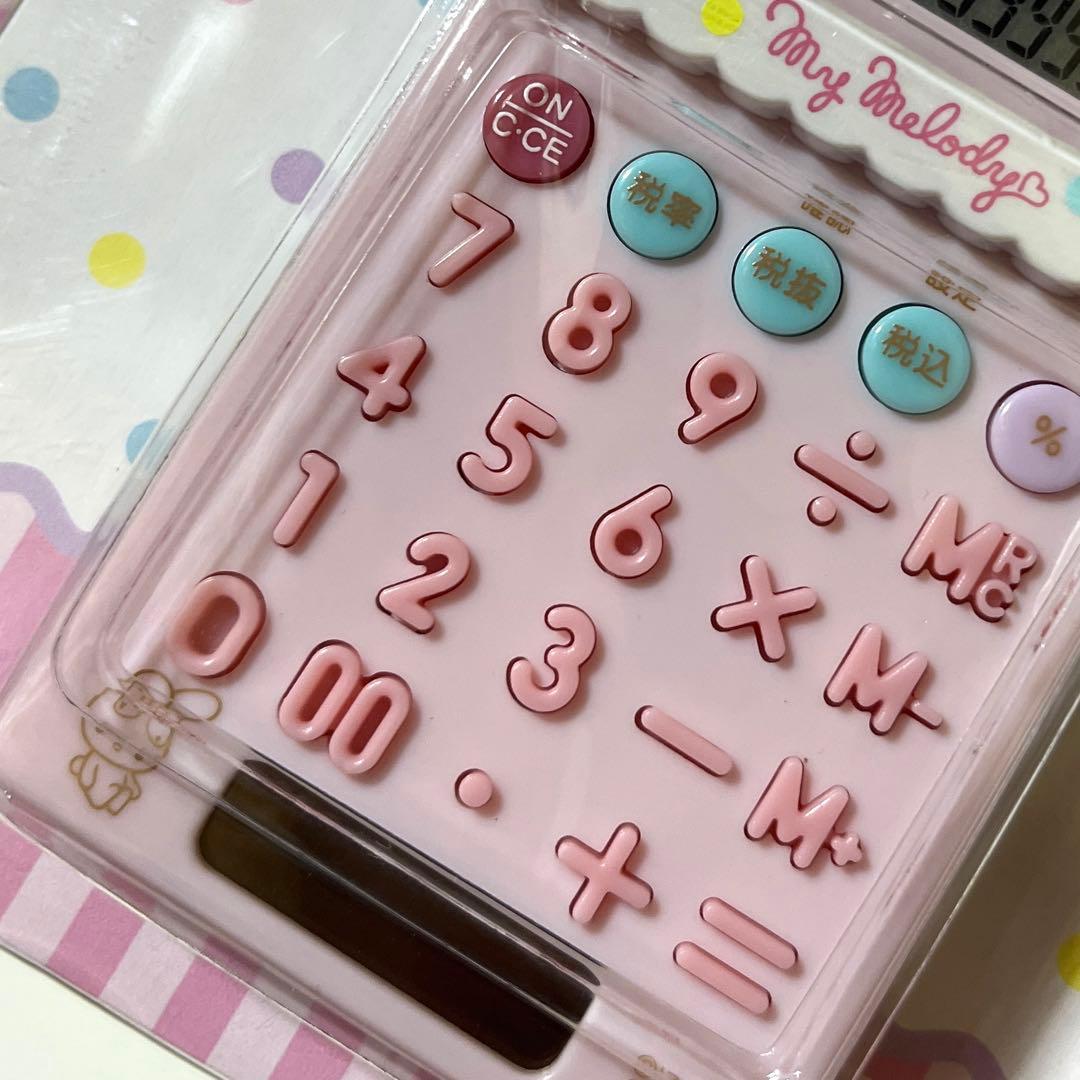 My Melody
ON
C·CE
税率
税抜
税込
%
設定
7 8 9 ÷ MRC
4 5 6 × M-
1 2 3 − M+
0 00 . + =